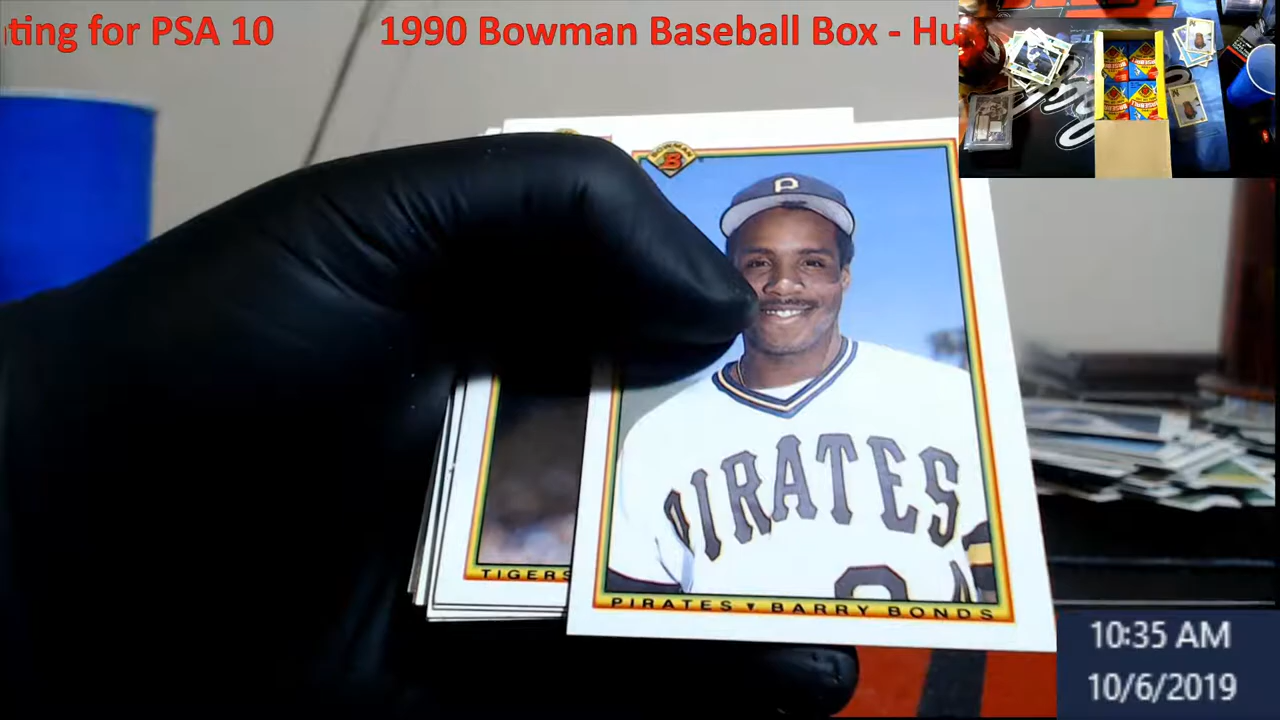 ting for PSA 10 1990 Bowman Baseball Box - Hu
BOWMAN
B
P
PIRATES
TIGERS
PIRATES ▼ BARRY BONDS
10:35 AM
10/6/2019